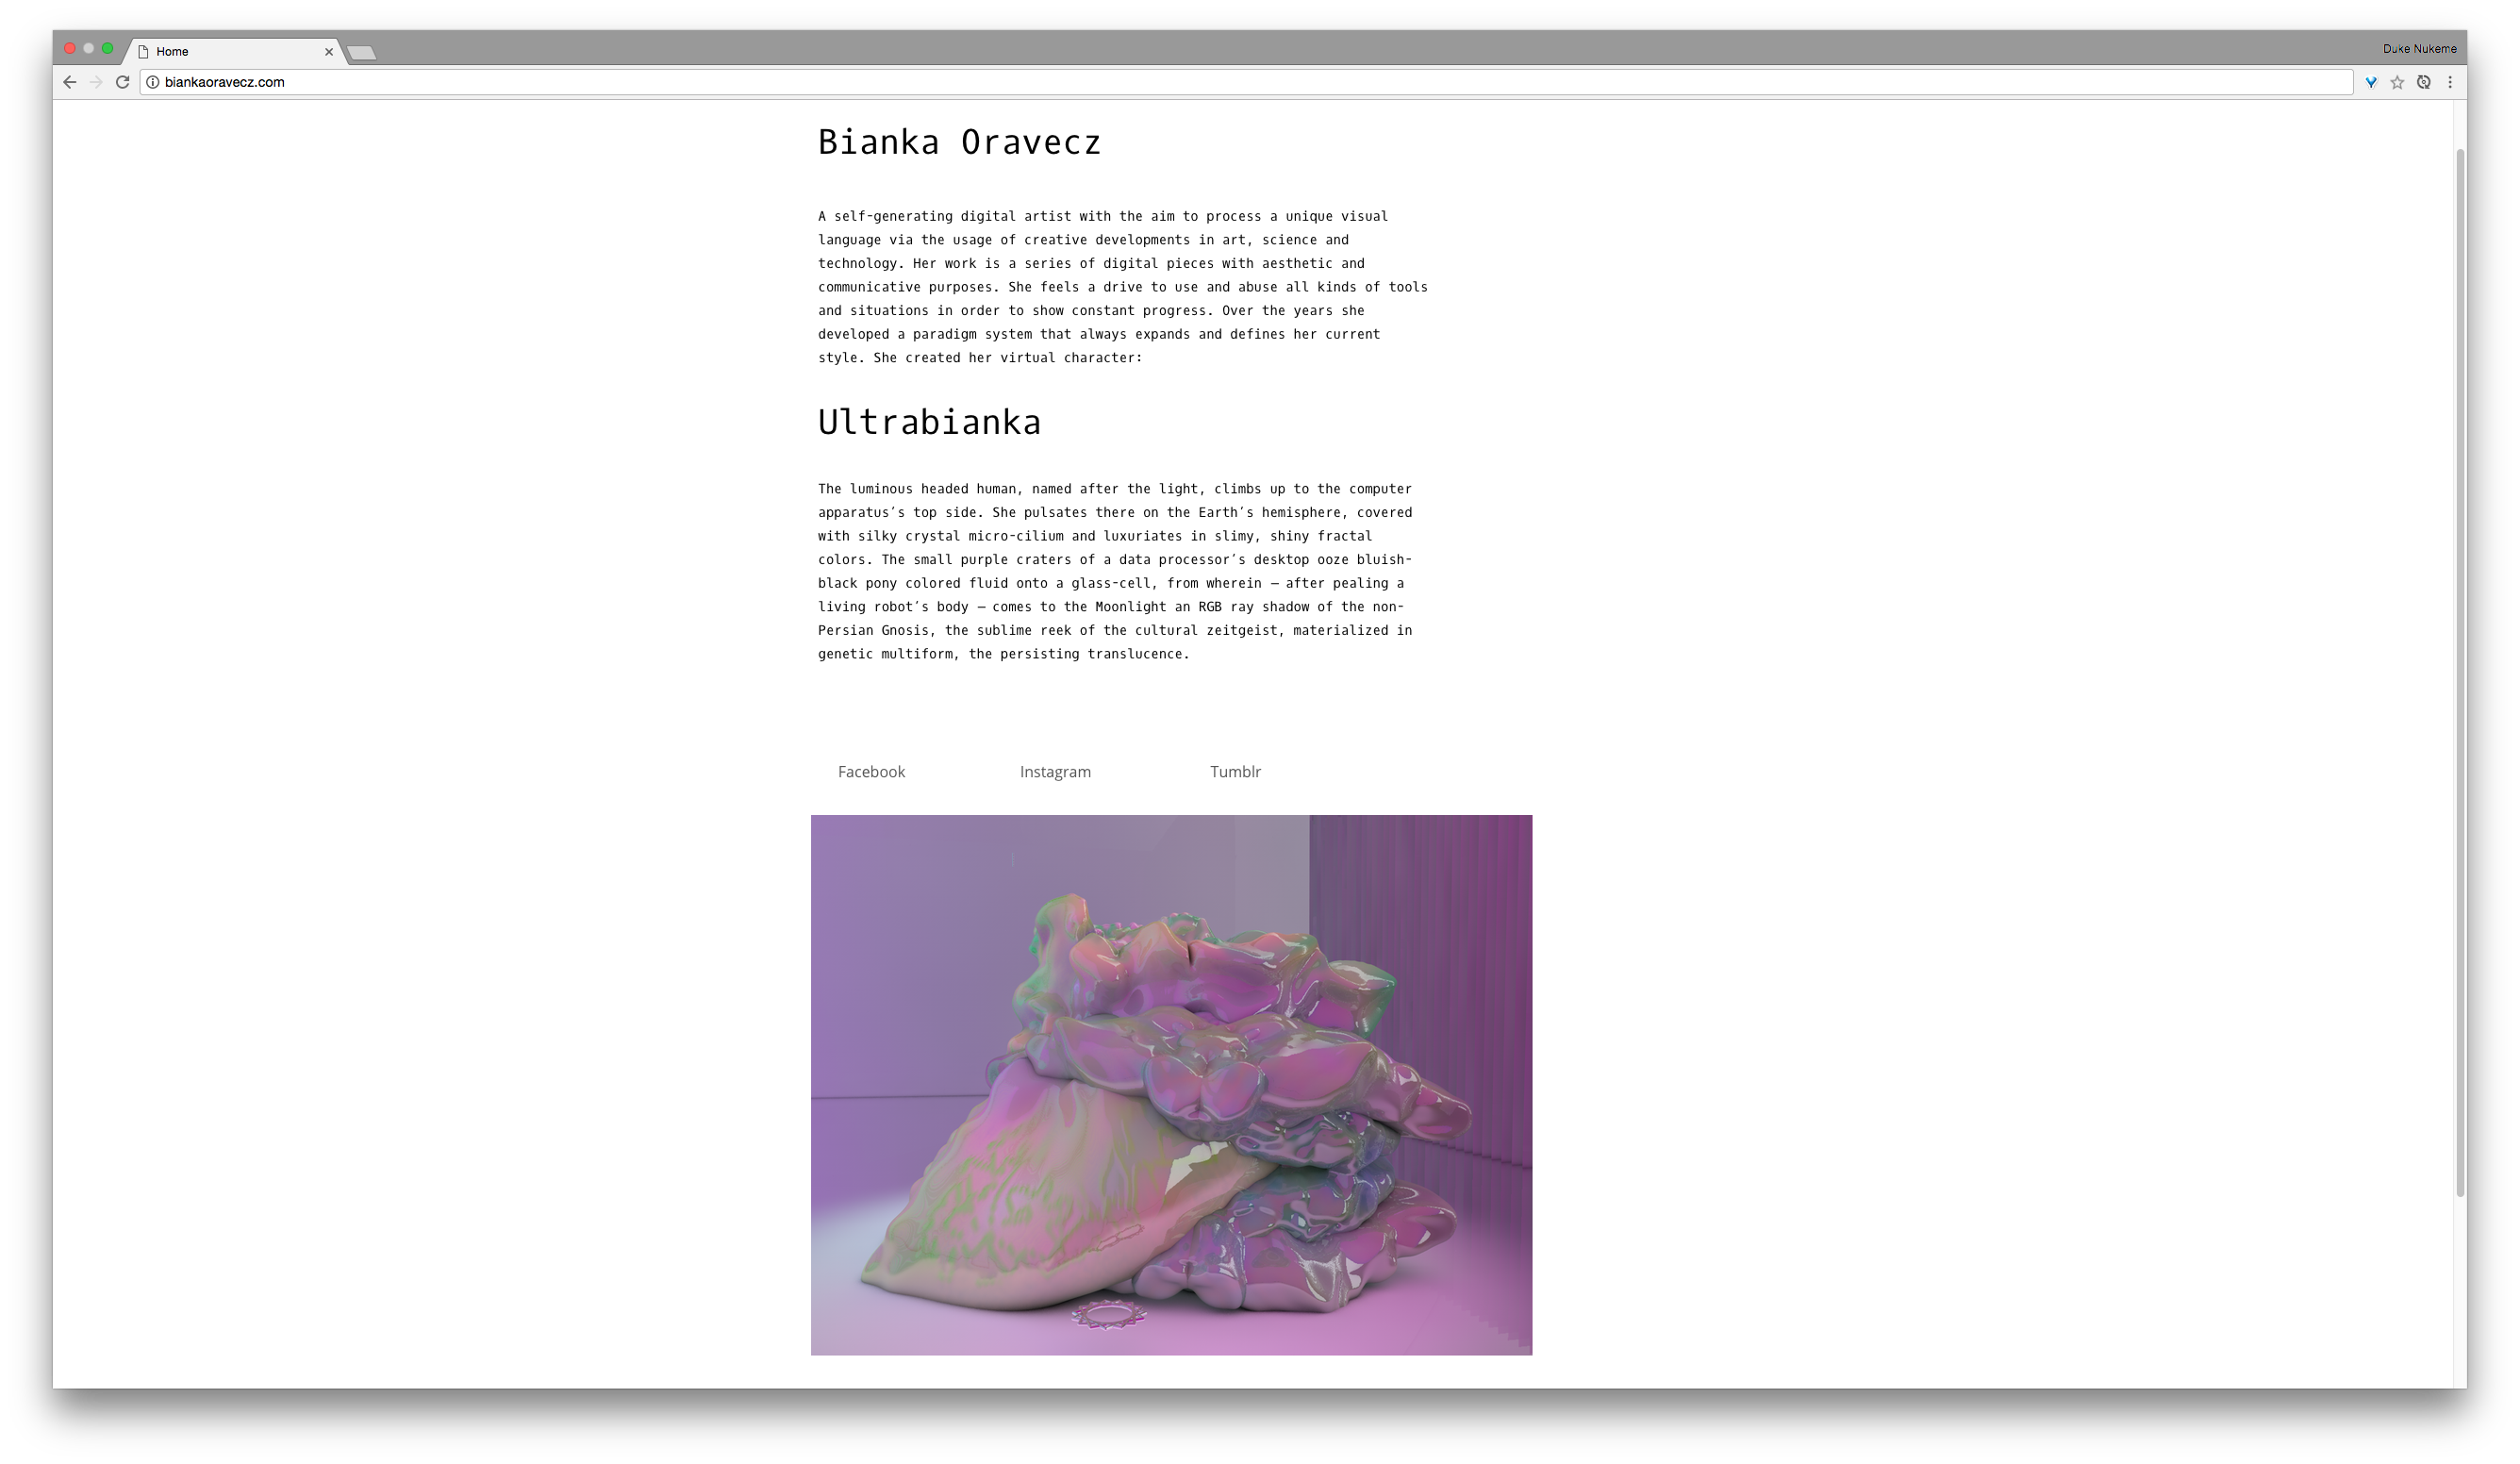 Home
Duke Nukeme
biankaoravecz.com
Bianka Oravecz
A self-generating digital artist with the aim to process a unique visual
language via the usage of creative developments in art, science and
technology. Her work is a series of digital pieces with aesthetic and
communicative purposes. She feels a drive to use and abuse all kinds of tools
and situations in order to show constant progress. Over the years she
developed a paradigm system that always expands and defines her current
style. She created her virtual character:
Ultrabianka
The luminous headed human, named after the light, climbs up to the computer
apparatus′s top side. She pulsates there on the Earth′s hemisphere, covered
with silky crystal micro-cilium and luxuriates in slimy, shiny fractal
colors. The small purple craters of a data processor′s desktop ooze bluish-
black pony colored fluid onto a glass-cell, from wherein – after pealing a
living robot′s body – comes to the Moonlight an RGB ray shadow of the non-
Persian Gnosis, the sublime reek of the cultural zeitgeist, materialized in
genetic multiform, the persisting translucence.
Facebook Instagram Tumblr